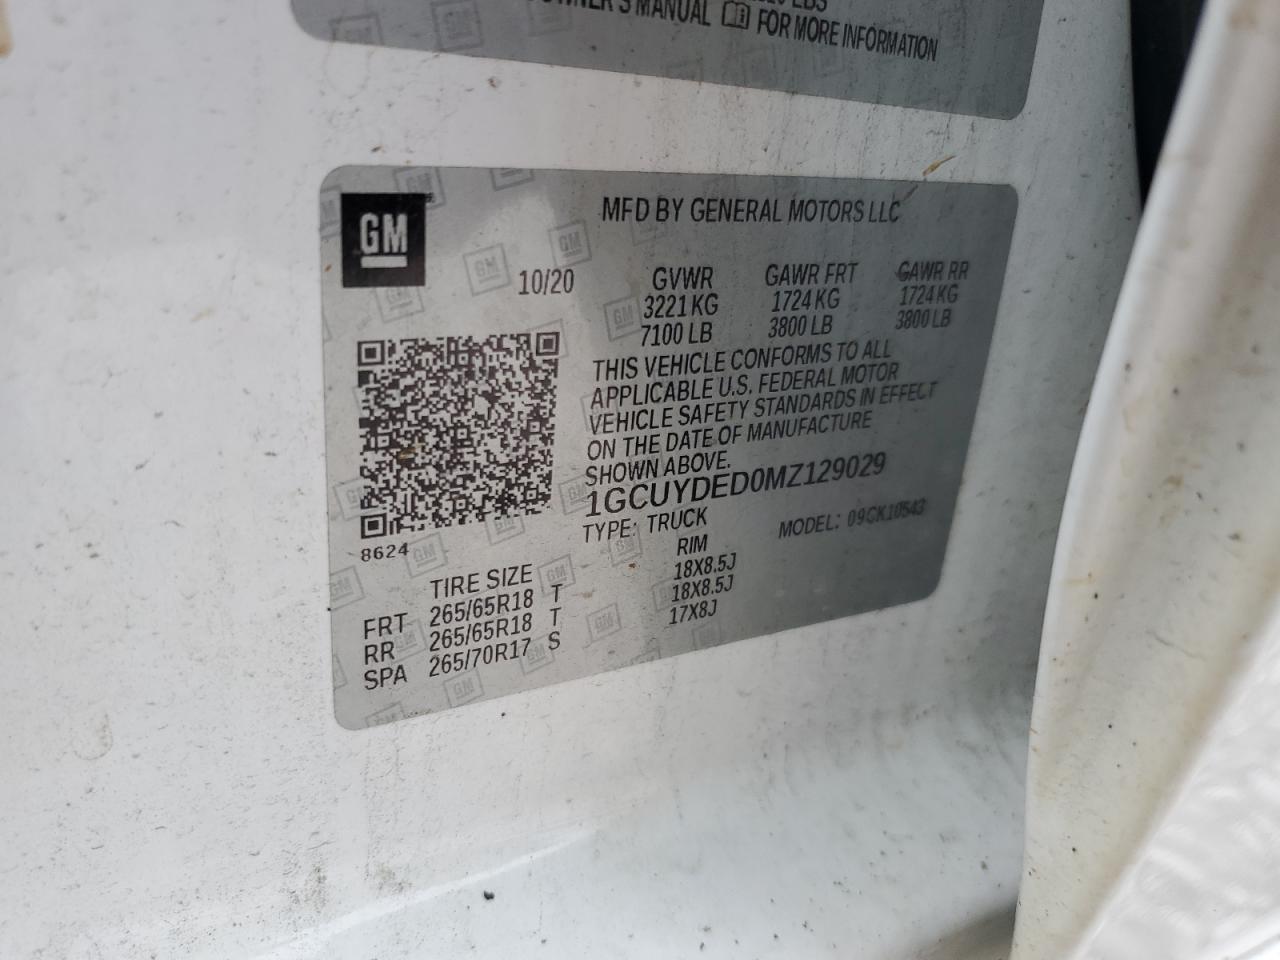 OWNER'S MANUAL FOR MORE INFORMATION
GM
MFD BY GENERAL MOTORS LLC
10/20 GVWR GAWR FRT GAWR RR
3221 KG 1724 KG 1724 KG
7100 LB 3800 LB 3800 LB
THIS VEHICLE CONFORMS TO ALL
APPLICABLE U.S. FEDERAL MOTOR
VEHICLE SAFETY STANDARDS IN EFFECT
ON THE DATE OF MANUFACTURE
SHOWN ABOVE.
1GCUYDED0MZ129029
TYPE: TRUCK MODEL: 09GK10543
8624
TIRE SIZE RIM
FRT 265/65R18 T 18X8.5J
RR 265/65R18 T 18X8.5J
SPA 265/70R17 S 17X8J